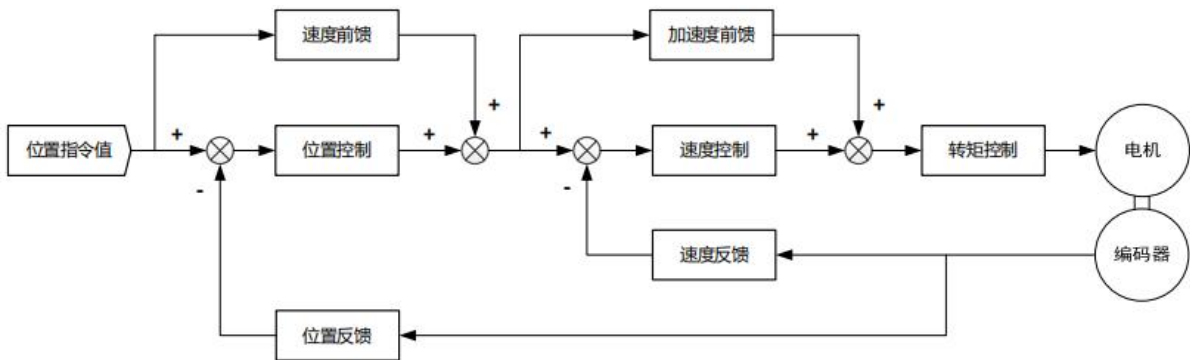 速度前馈
加速度前馈
+
+
位置指令值
+
位置控制
+
+
速度控制
+
转矩控制
电机
-
-
速度反馈
编码器
位置反馈